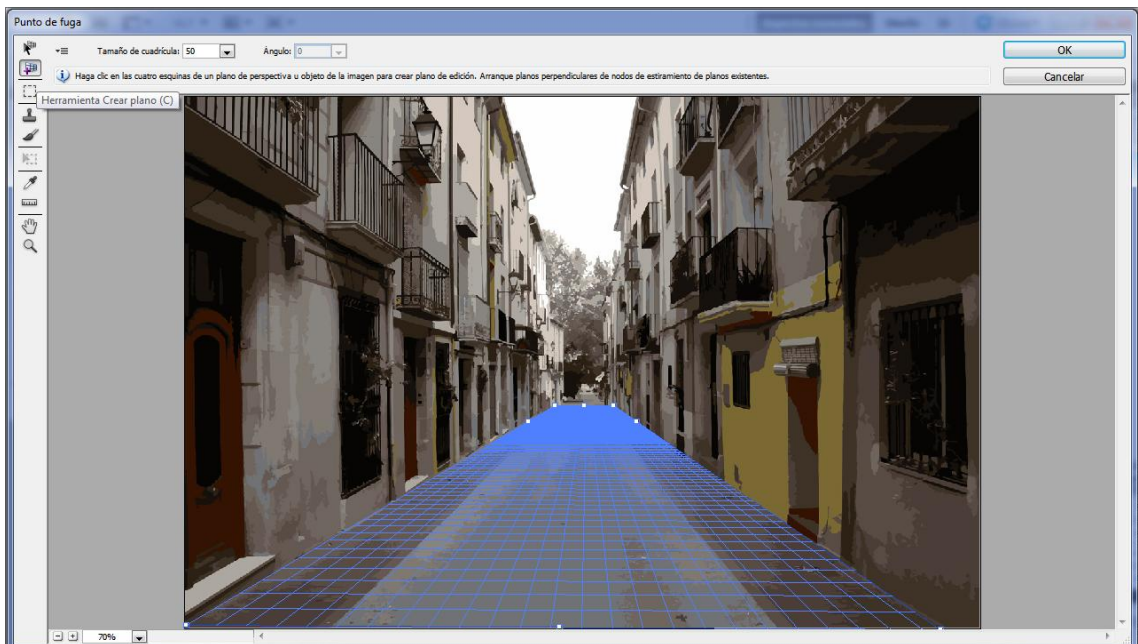 Punto de fuga
Tamaño de cuadrícula: 50 Ángulo: 0
OK
Haga clic en las cuatro esquinas de un plano de perspectiva u objeto de la imagen para crear plano de edición. Arranque planos perpendiculares de nodos de estiramiento de planos existentes.
Cancelar
Herramienta Crear plano (C)
70%